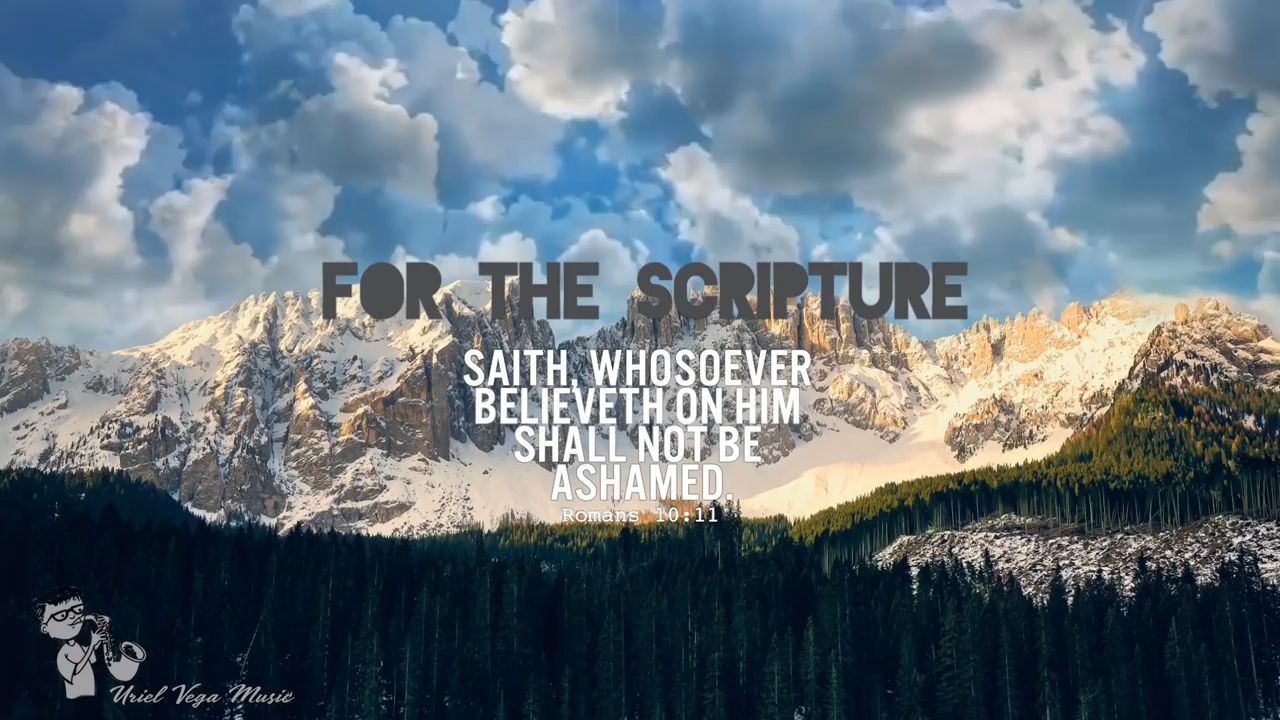 FOR THE SCRIPTURE
SAITH, WHOSOEVER
BELIEVETH ON HIM
SHALL NOT BE
ASHAMED.
Romans 10:11
Uriel Vega Music